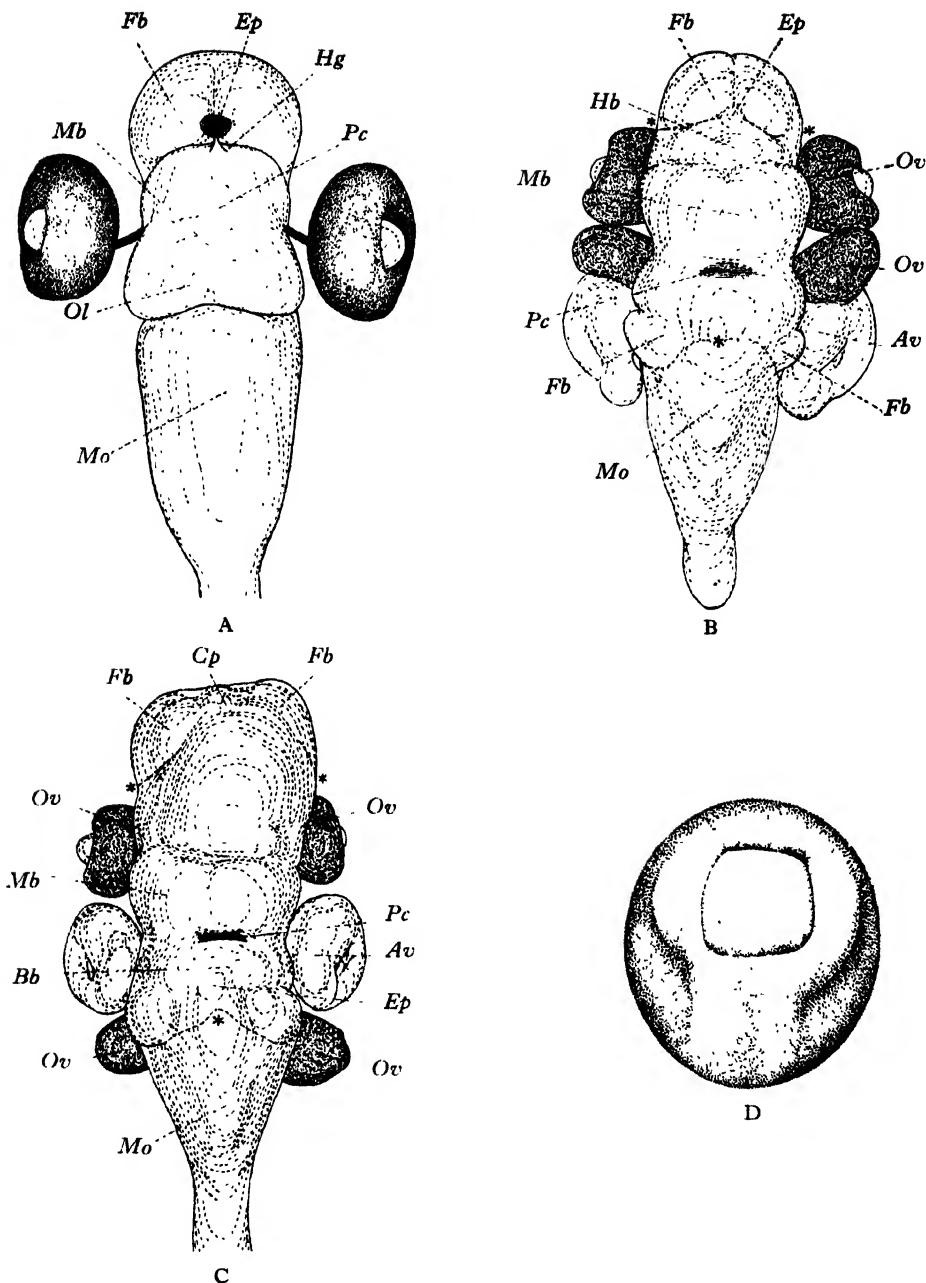 Fb Ep
Hg
Mb Pc
Ol
Mo
A
Fb Ep
Hb * *
Mb Ov
Ov
Pc * Av
Fb Fb
Mo
B
Fb Cp Fb
* *
Ov Ov
Mb
Pc
Av
Bb
Ep
*
Ov Ov
Mo
C
D